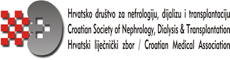 Hrvatsko društvo za nefrologiju, dijalizu i transplantaciju
Croatian Society of Nephrology, Dialysis & Transplantation
Hrvatski liječnički zbor / Croatian Medical Association